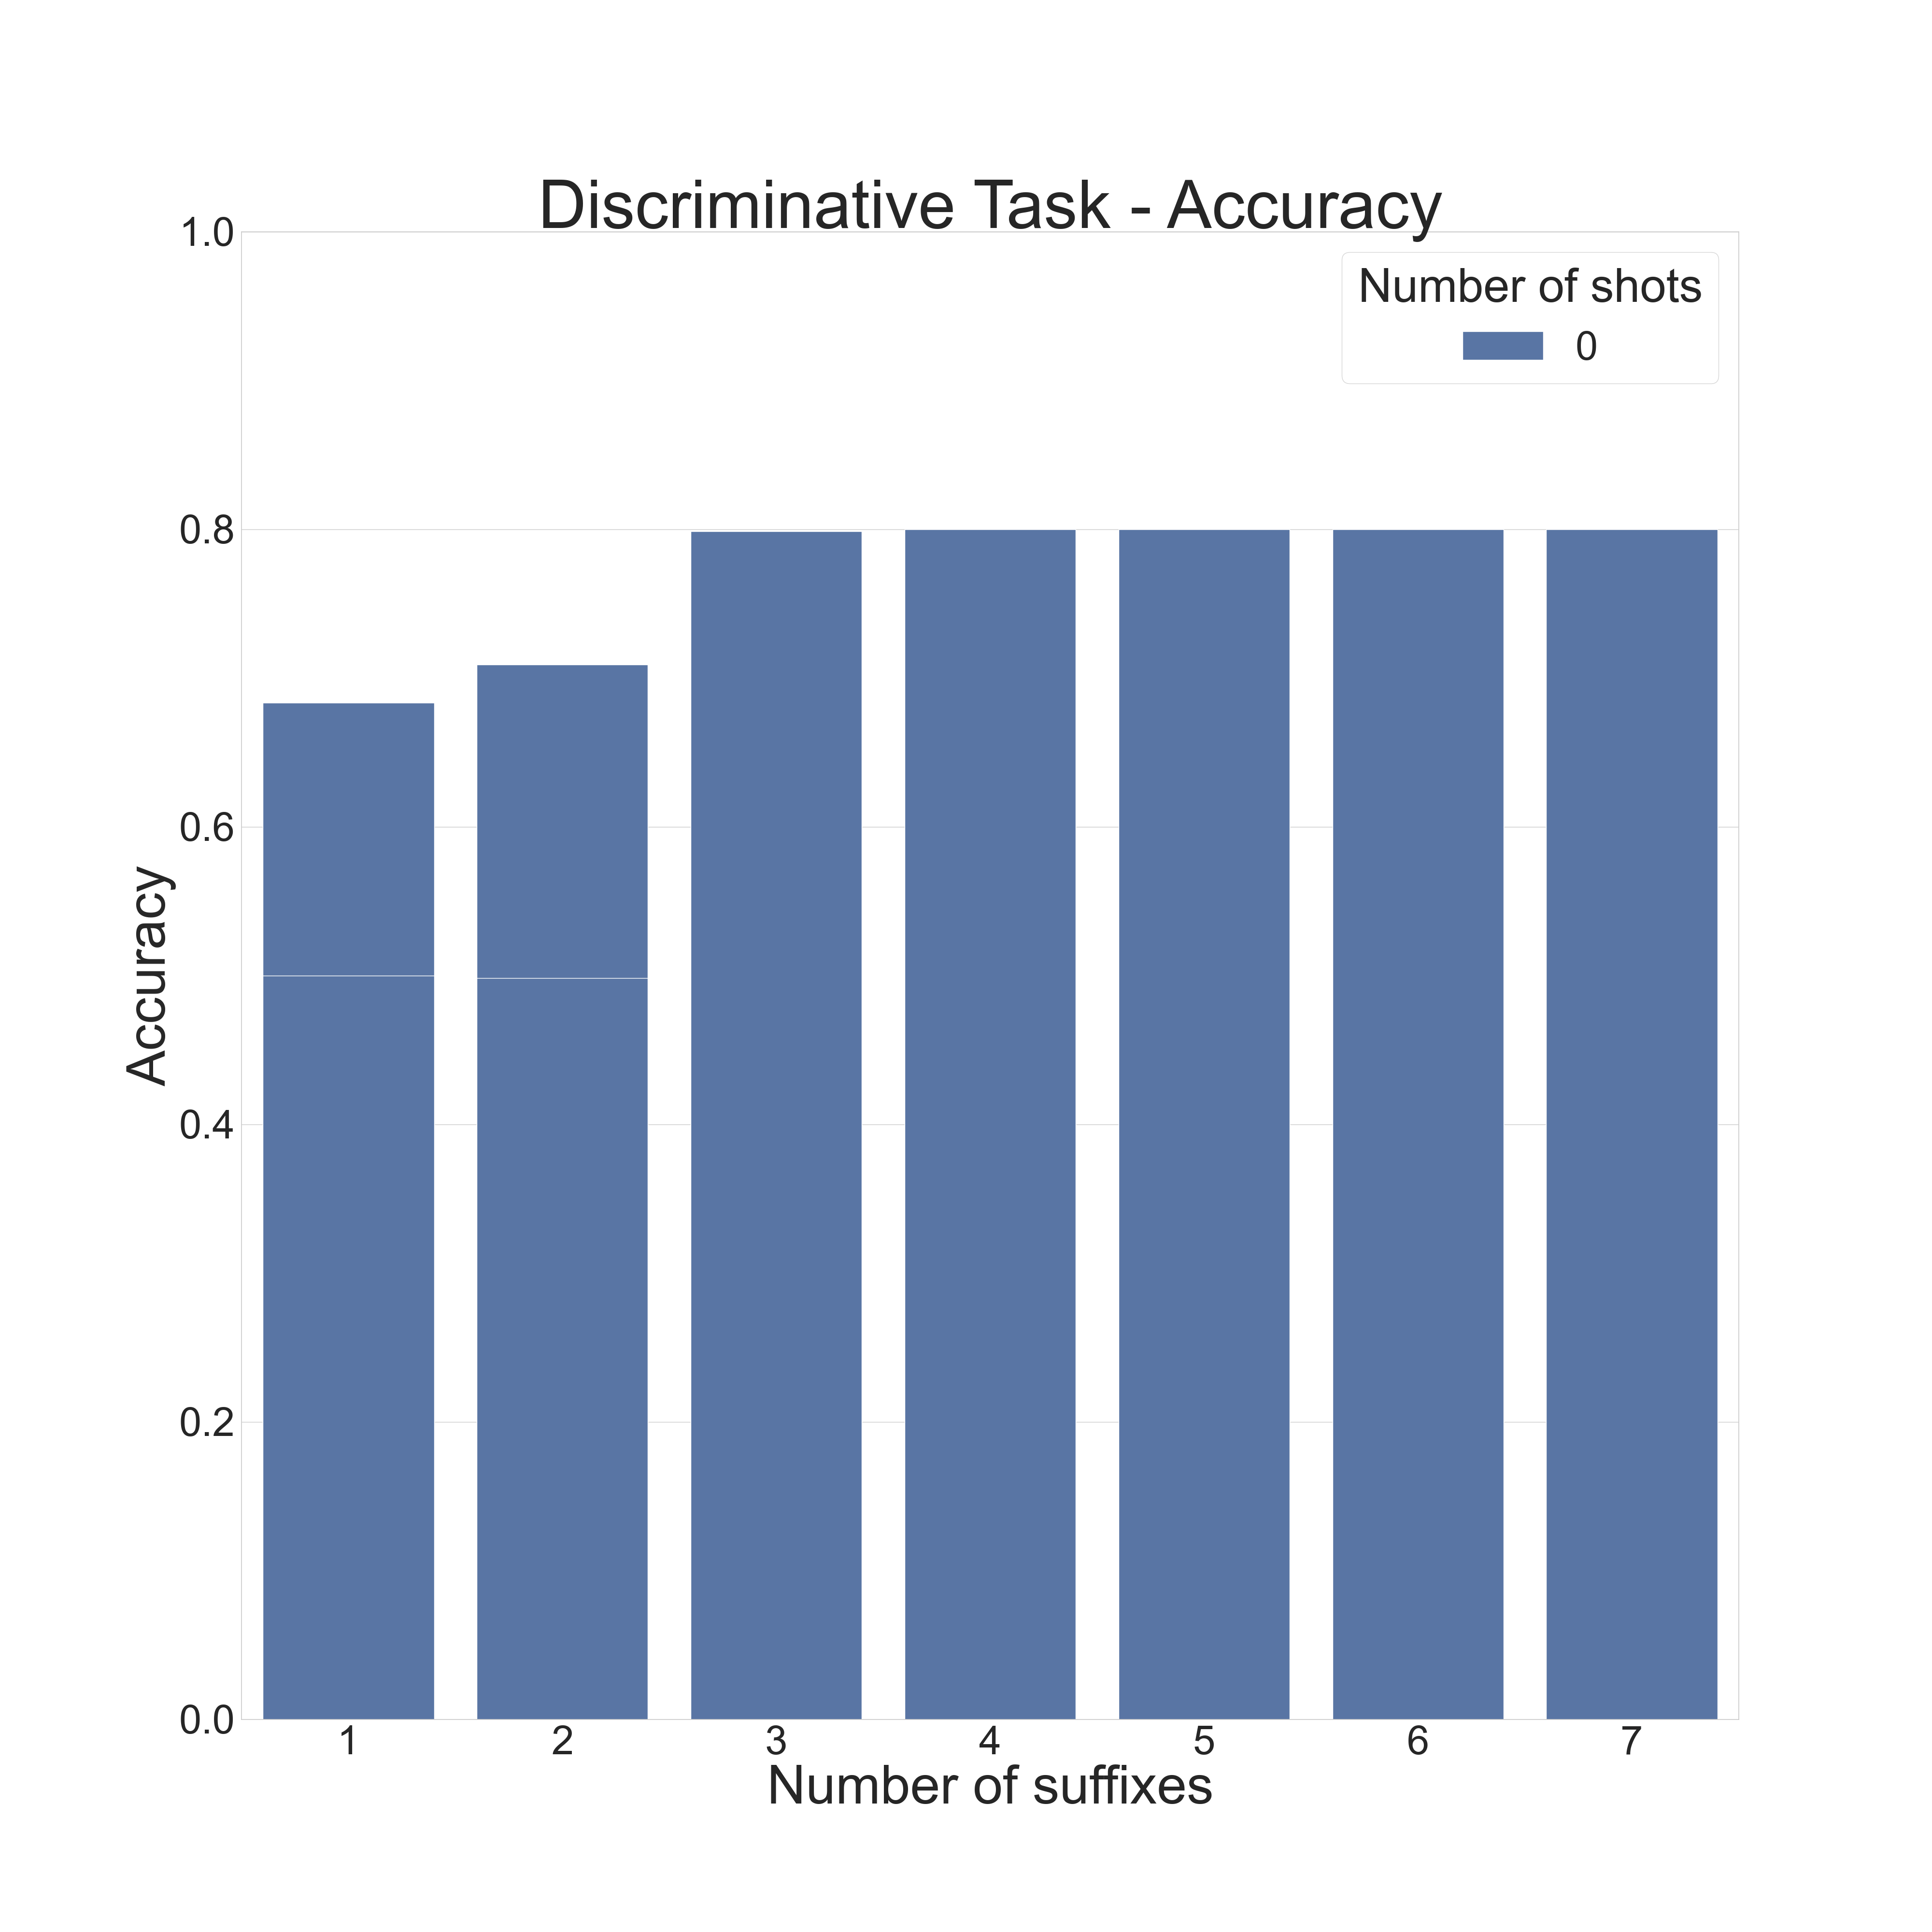 Discriminative Task - Accuracy
Number of shots
0
1.0
0.8
0.6
0.4
0.2
0.0
Accuracy
1 2 3 4 5 6 7
Number of suffixes